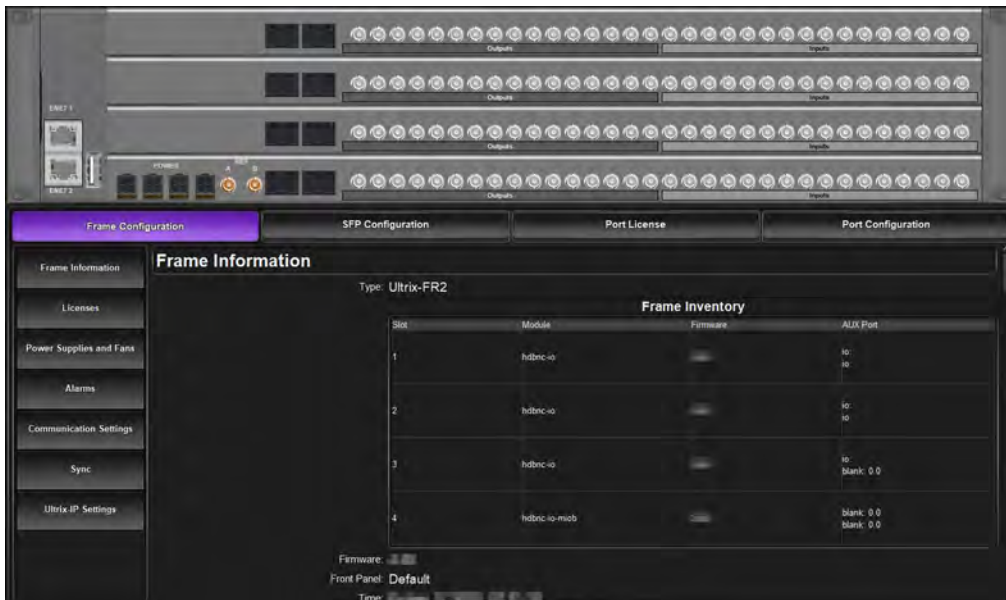 Outputs Inputs
Outputs Inputs
ENET 1
Outputs Inputs
POWER REF
A B
ENET 2
Outputs Inputs
Frame Configuration SFP Configuration Port License Port Configuration
Frame Information
Licenses
Power Supplies and Fans
Alarms
Communication Settings
Sync
Ultrix-IP Settings
Frame Information
Type: Ultrix-FR2
Frame Inventory
Slot Module Firmware AUX Port
1 hdbnc-io io:
io:
2 hdbnc-io io:
io:
3 hdbnc-io io:
blank: 0.0
4 hdbnc-io-miob blank: 0.0
blank: 0.0
Firmware:
Front Panel: Default
Time: